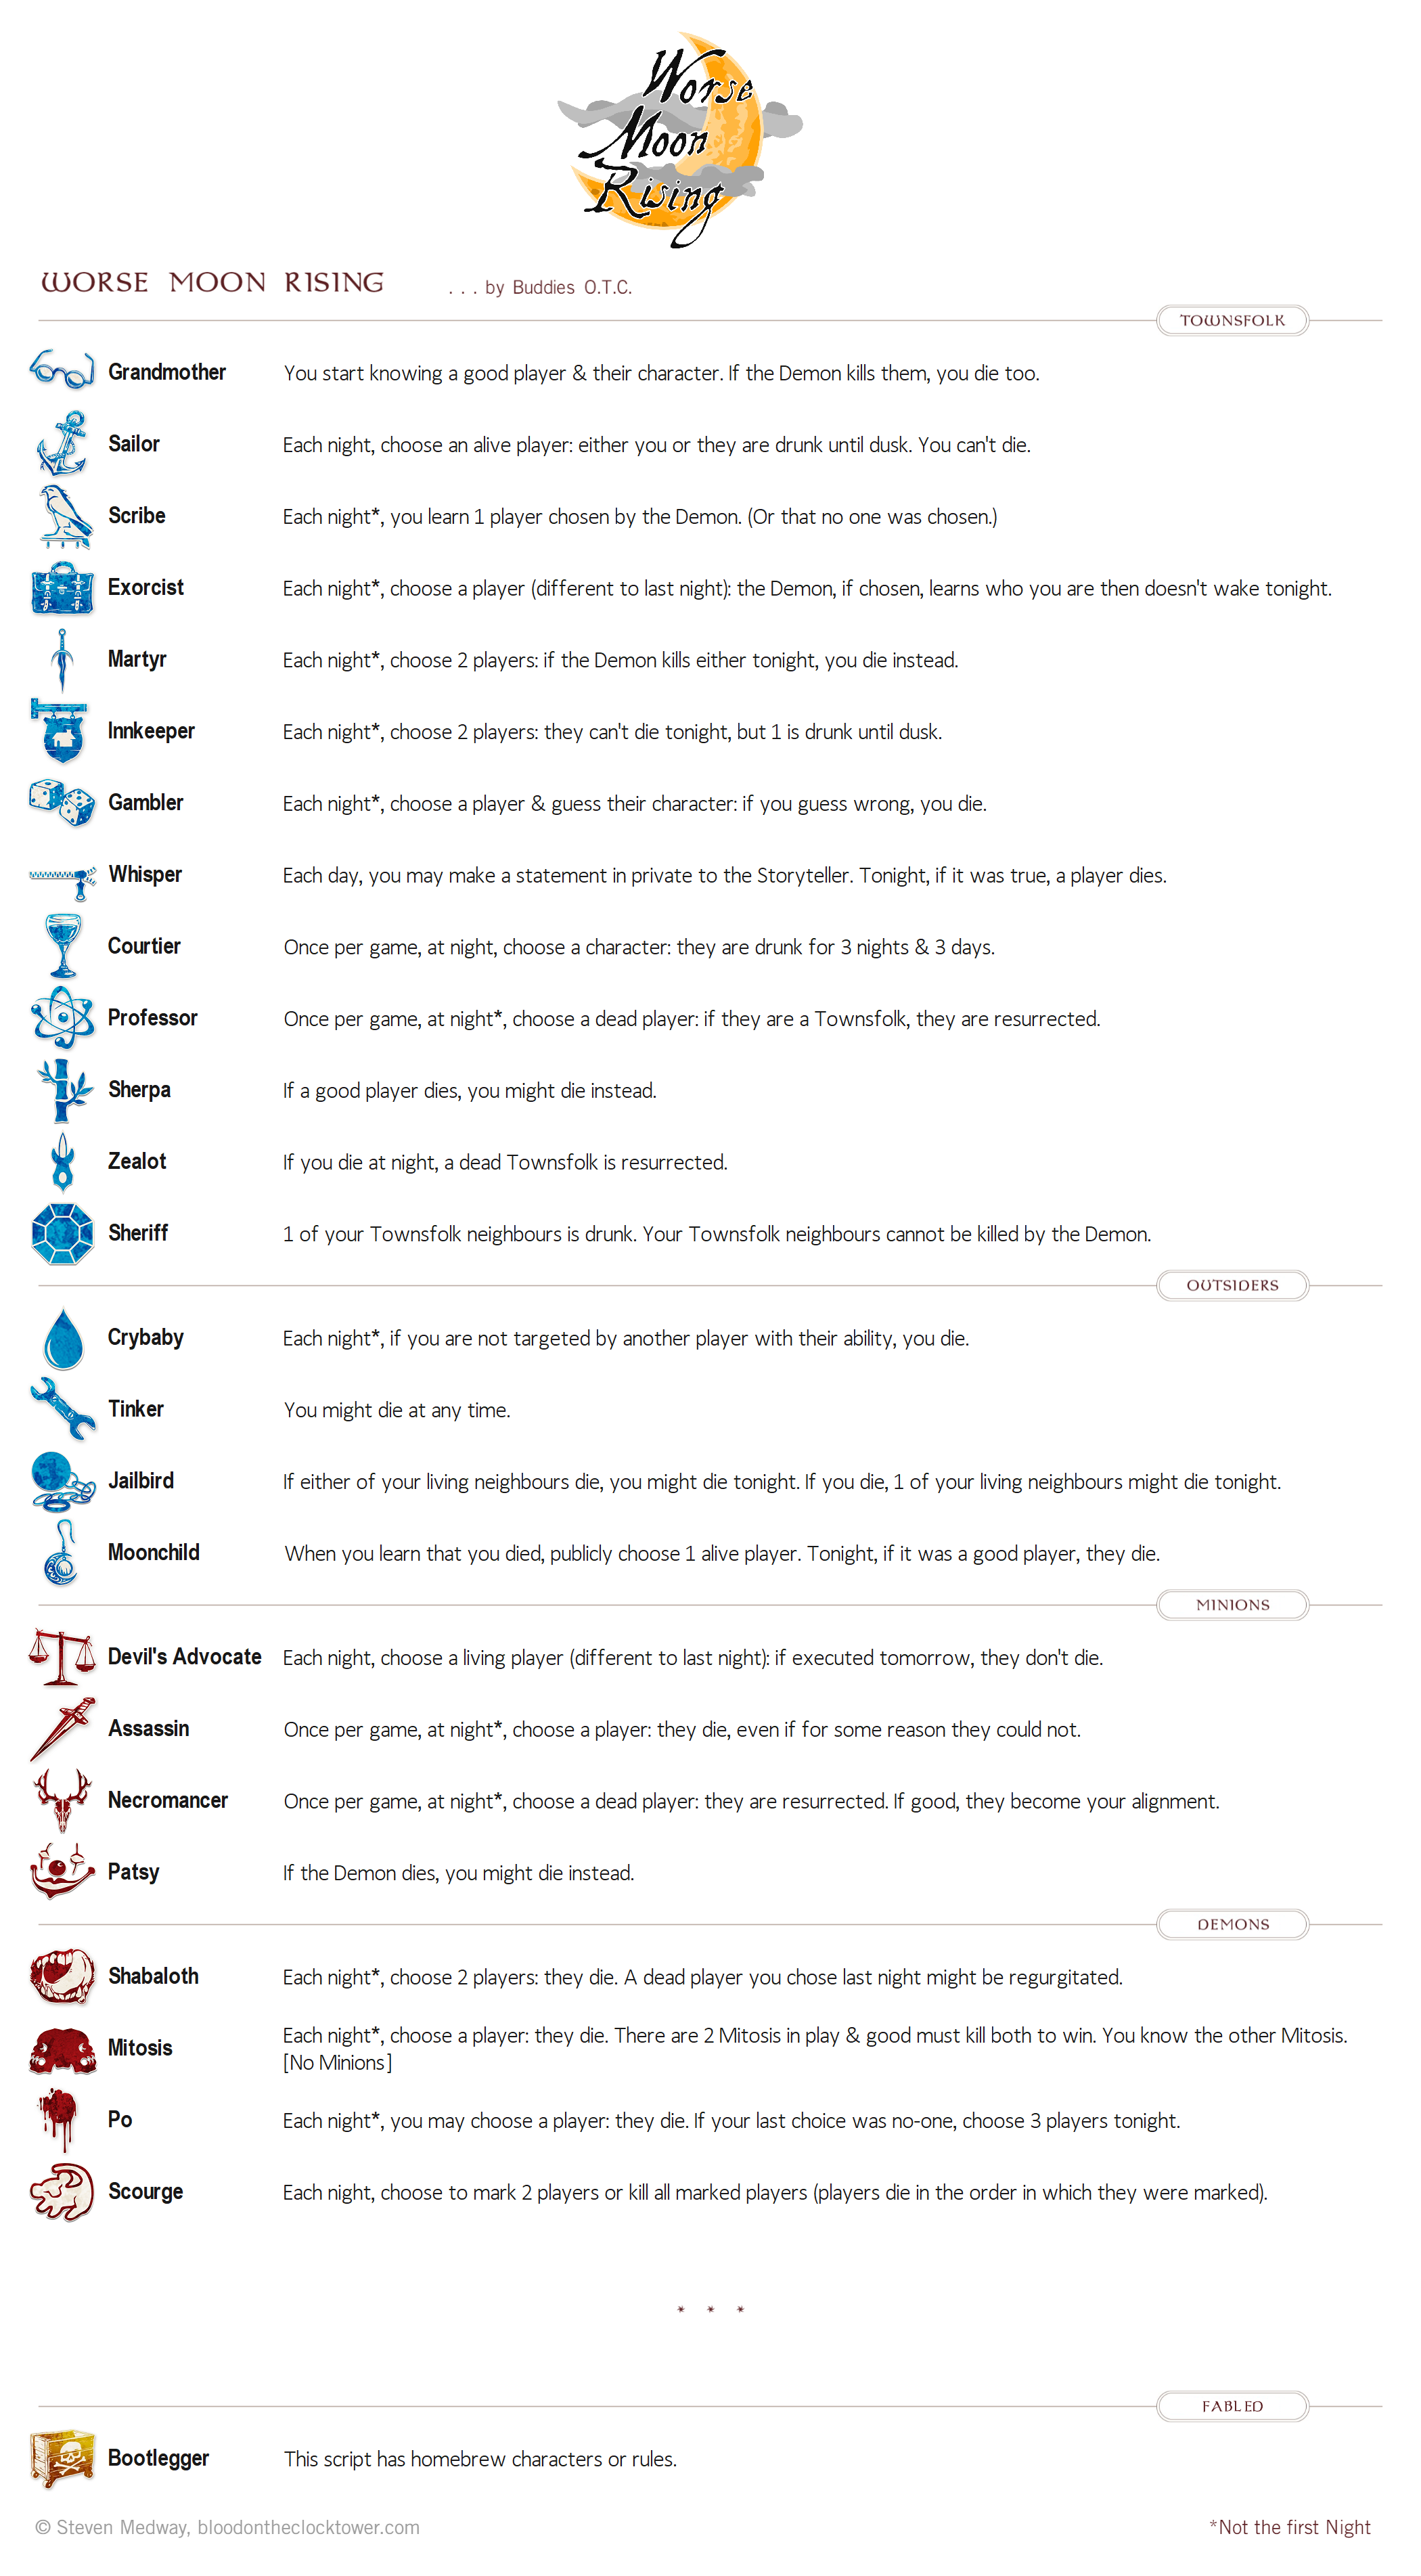 Worse
Moon
Rising
WORSE MOON RISING
. . . by Buddies O.T.C.
TOWNSFOLK
Grandmother You start knowing a good player & their character. If the Demon kills them, you die too.
Sailor Each night, choose an alive player: either you or they are drunk until dusk. You can't die.
Scribe Each night*, you learn 1 player chosen by the Demon. (Or that no one was chosen.)
Exorcist Each night*, choose a player (different to last night): the Demon, if chosen, learns who you are then doesn't wake tonight.
Martyr Each night*, choose 2 players: if the Demon kills either tonight, you die instead.
Innkeeper Each night*, choose 2 players: they can't die tonight, but 1 is drunk until dusk.
Gambler Each night*, choose a player & guess their character: if you guess wrong, you die.
Whisper Each day, you may make a statement in private to the Storyteller. Tonight, if it was true, a player dies.
Courtier Once per game, at night, choose a character: they are drunk for 3 nights & 3 days.
Professor Once per game, at night*, choose a dead player: if they are a Townsfolk, they are resurrected.
Sherpa If a good player dies, you might die instead.
Zealot If you die at night, a dead Townsfolk is resurrected.
Sheriff 1 of your Townsfolk neighbours is drunk. Your Townsfolk neighbours cannot be killed by the Demon.
OUTSIDERS
Crybaby Each night*, if you are not targeted by another player with their ability, you die.
Tinker You might die at any time.
Jailbird If either of your living neighbours die, you might die tonight. If you die, 1 of your living neighbours might die tonight.
Moonchild When you learn that you died, publicly choose 1 alive player. Tonight, if it was a good player, they die.
MINIONS
Devil's Advocate Each night, choose a living player (different to last night): if executed tomorrow, they don't die.
Assassin Once per game, at night*, choose a player: they die, even if for some reason they could not.
Necromancer Once per game, at night*, choose a dead player: they are resurrected. If good, they become your alignment.
Patsy If the Demon dies, you might die instead.
DEMONS
Shabaloth Each night*, choose 2 players: they die. A dead player you chose last night might be regurgitated.
Mitosis Each night*, choose a player: they die. There are 2 Mitosis in play & good must kill both to win. You know the other Mitosis.
[No Minions]
Po Each night*, you may choose a player: they die. If your last choice was no-one, choose 3 players tonight.
Scourge Each night, choose to mark 2 players or kill all marked players (players die in the order in which they were marked).
* * *
FABLED
Bootlegger This script has homebrew characters or rules.
© Steven Medway, bloodontheclocktower.com
*Not the first Night